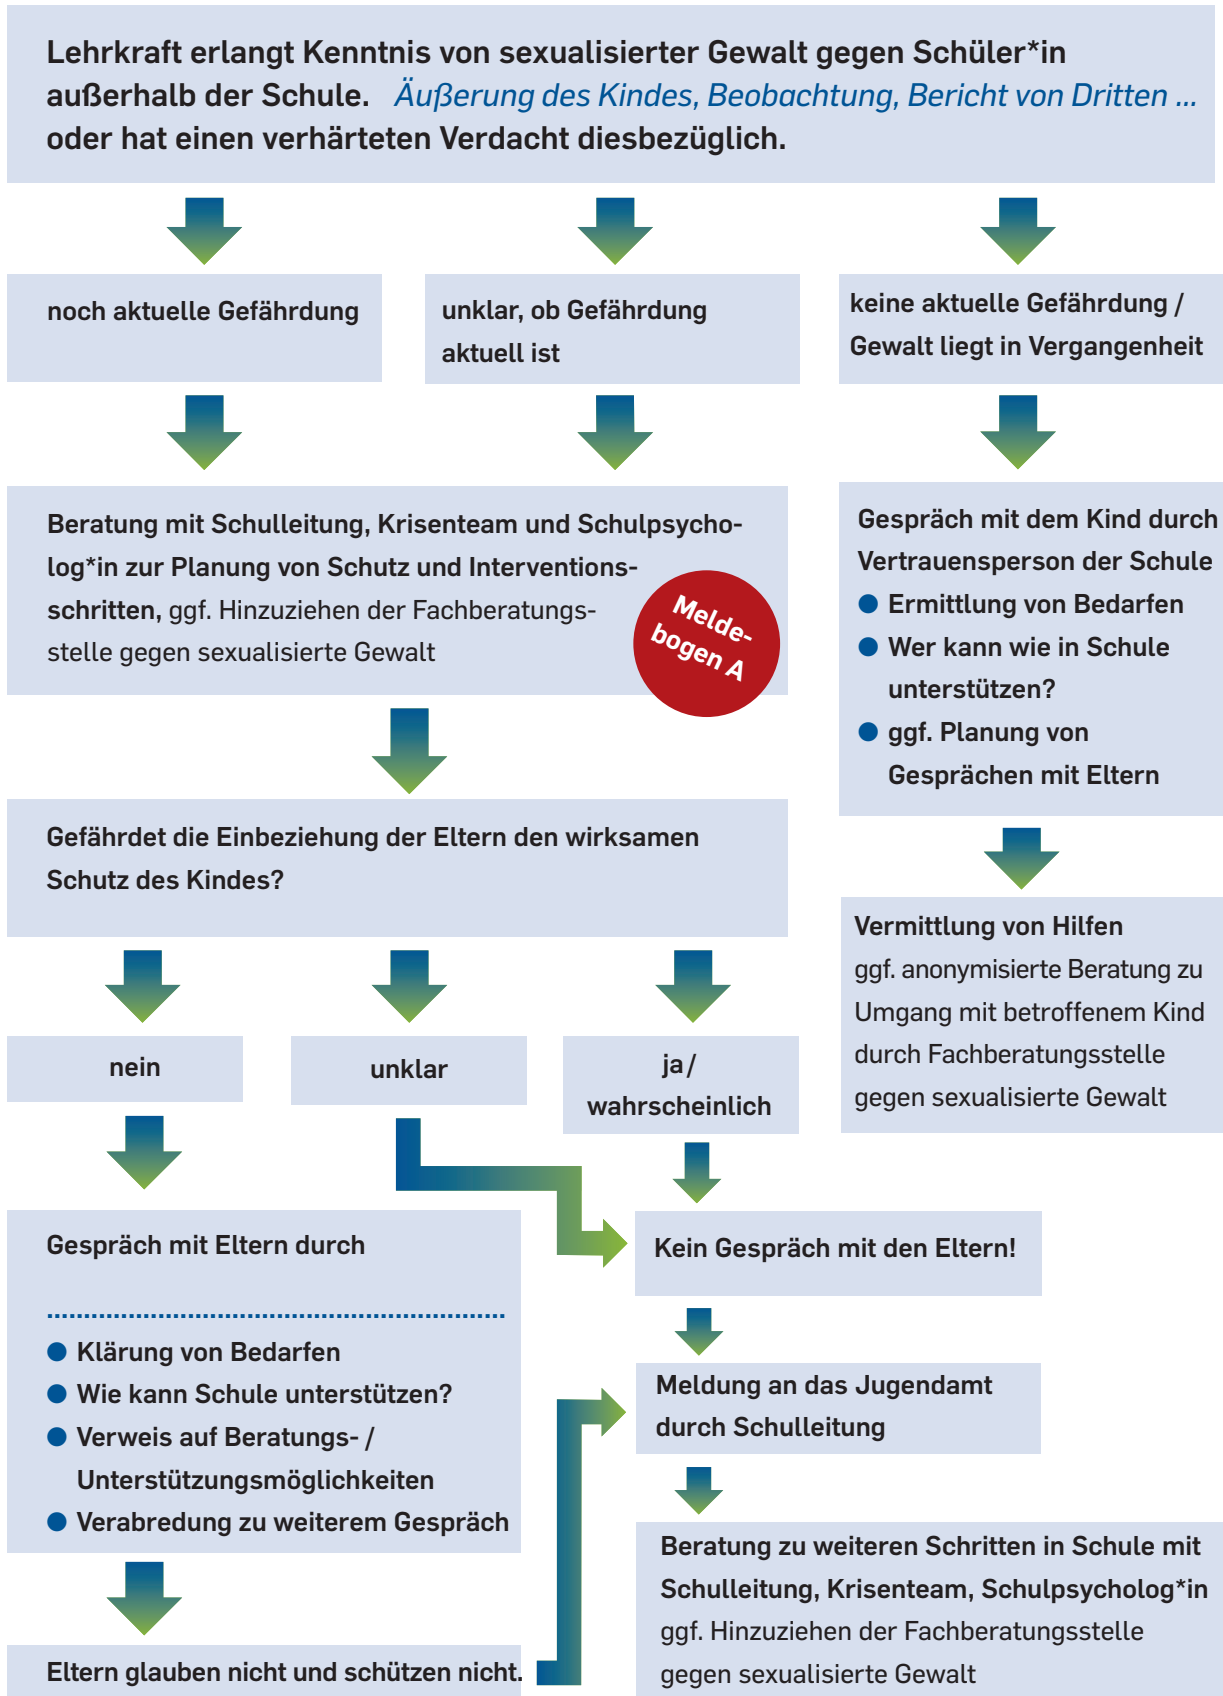 Lehrkraft erlangt Kenntnis von sexualisierter Gewalt gegen Schüler*in
außerhalb der Schule. Äußerung des Kindes, Beobachtung, Bericht von Dritten ...
oder hat einen verhärteten Verdacht diesbezüglich.
noch aktuelle Gefährdung
unklar, ob Gefährdung
aktuell ist
keine aktuelle Gefährdung /
Gewalt liegt in Vergangenheit
Beratung mit Schulleitung, Krisenteam und Schulpsycho-
log*in zur Planung von Schutz und Interventions-
schritten, ggf. Hinzuziehen der Fachberatungs-
stelle gegen sexualisierte Gewalt
Melde-
bogen A
Gespräch mit dem Kind durch
Vertrauensperson der Schule
● Ermittlung von Bedarfen
● Wer kann wie in Schule
unterstützen?
● ggf. Planung von
Gesprächen mit Eltern
Gefährdet die Einbeziehung der Eltern den wirksamen
Schutz des Kindes?
Vermittlung von Hilfen
ggf. anonymisierte Beratung zu
Umgang mit betroffenem Kind
durch Fachberatungsstelle
gegen sexualisierte Gewalt
nein
unklar
ja /
wahrscheinlich
Gespräch mit Eltern durch
● Klärung von Bedarfen
● Wie kann Schule unterstützen?
● Verweis auf Beratungs- /
Unterstützungsmöglichkeiten
● Verabredung zu weiterem Gespräch
Kein Gespräch mit den Eltern!
Meldung an das Jugendamt
durch Schulleitung
Beratung zu weiteren Schritten in Schule mit
Schulleitung, Krisenteam, Schulpsycholog*in
ggf. Hinzuziehen der Fachberatungsstelle
gegen sexualisierte Gewalt
Eltern glauben nicht und schützen nicht.